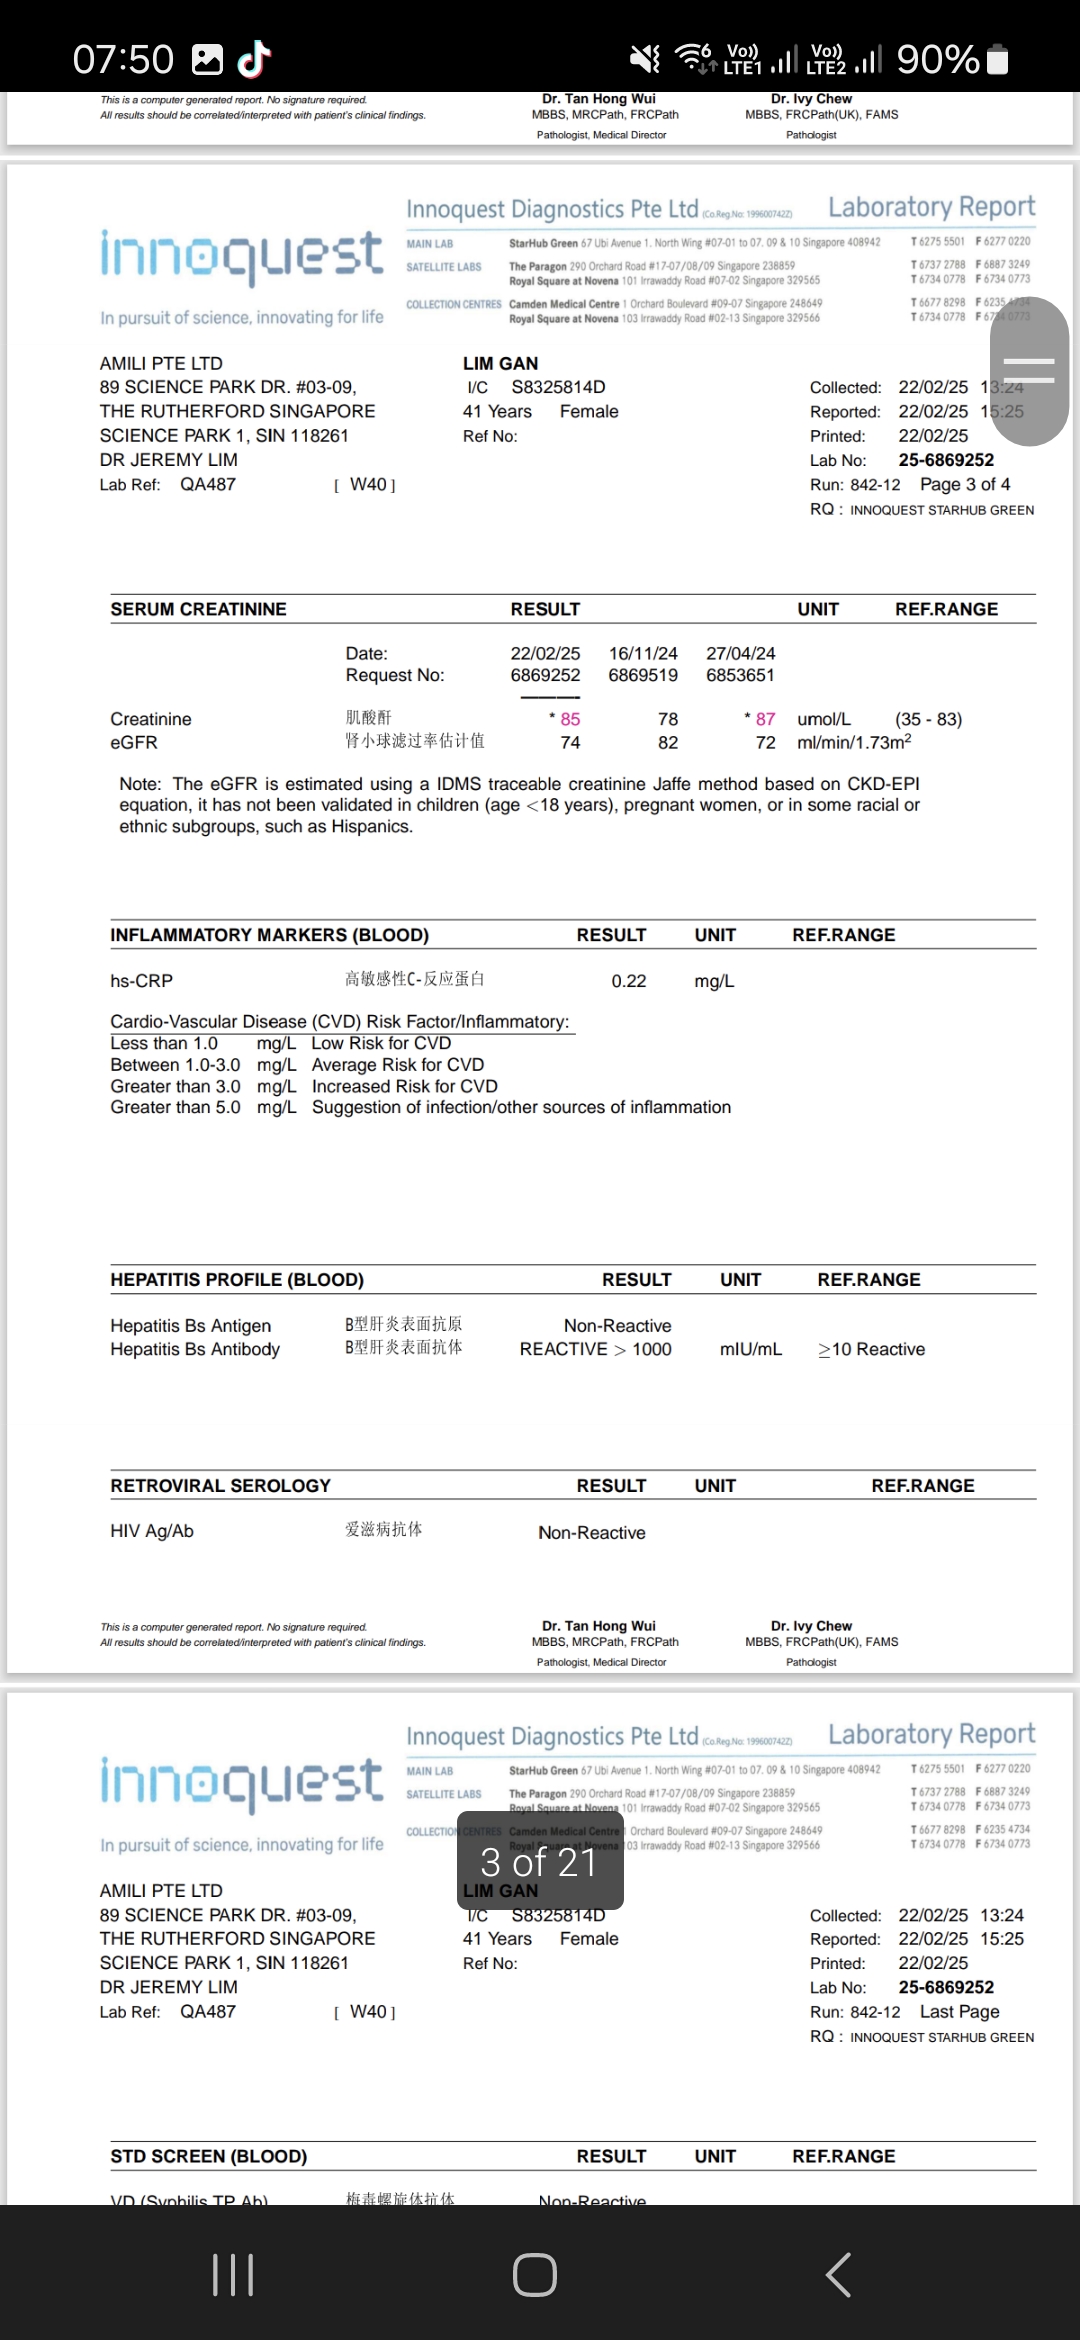 07:50 Vo)) LTE1 Vo)) LTE2 90%
This is a computer generated report. No signature required.
All results should be correlated/interpreted with patient's clinical findings.
Dr. Tan Hong Wui
MBBS, MRCPath, FRCPath
Pathologist, Medical Director
Dr. Ivy Chew
MBBS, FRCPath(UK), FAMS
Pathologist
innoquest
In pursuit of science, innovating for life
Innoquest Diagnostics Pte Ltd (Co.Reg.No: 199600742Z) Laboratory Report
MAIN LAB StarHub Green 67 Ubi Avenue 1. North Wing #07-01 to 07. 09 & 10 Singapore 408942 T 6275 5501 F 6277 0220
SATELLITE LABS The Paragon 290 Orchard Road #17-07/08/09 Singapore 238859 T 6737 2788 F 6887 3249
Royal Square at Novena 101 Irrawaddy Road #07-02 Singapore 329565 T 6734 0778 F 6734 0773
COLLECTION CENTRES Camden Medical Centre 1 Orchard Boulevard #09-07 Singapore 248649 T 6677 8298 F 6235 4734
Royal Square at Novena 103 Irrawaddy Road #02-13 Singapore 329566 T 6734 0778 F 6734 0773
AMILI PTE LTD
89 SCIENCE PARK DR. #03-09,
THE RUTHERFORD SINGAPORE
SCIENCE PARK 1, SIN 118261
DR JEREMY LIM
Lab Ref: QA487 [ W40 ]
LIM GAN
I/C S8325814D
41 Years Female
Ref No:
Collected: 22/02/25 13:24
Reported: 22/02/25 15:25
Printed: 22/02/25
Lab No: 25-6869252
Run: 842-12 Page 3 of 4
RQ : INNOQUEST STARHUB GREEN
SERUM CREATININE RESULT UNIT REF.RANGE
Date: 22/02/25 16/11/24 27/04/24
Request No: 6869252 6869519 6853651
Creatinine 肌酸酐 * 85 78 * 87 umol/L (35 - 83)
eGFR 肾小球滤过率估计值 74 82 72 ml/min/1.73m²
Note: The eGFR is estimated using a IDMS traceable creatinine Jaffe method based on CKD-EPI
equation, it has not been validated in children (age <18 years), pregnant women, or in some racial or
ethnic subgroups, such as Hispanics.
INFLAMMATORY MARKERS (BLOOD) RESULT UNIT REF.RANGE
hs-CRP 高敏感性C-反应蛋白 0.22 mg/L
Cardio-Vascular Disease (CVD) Risk Factor/Inflammatory:
Less than 1.0 mg/L Low Risk for CVD
Between 1.0-3.0 mg/L Average Risk for CVD
Greater than 3.0 mg/L Increased Risk for CVD
Greater than 5.0 mg/L Suggestion of infection/other sources of inflammation
HEPATITIS PROFILE (BLOOD) RESULT UNIT REF.RANGE
Hepatitis Bs Antigen B型肝炎表面抗原 Non-Reactive
Hepatitis Bs Antibody B型肝炎表面抗体 REACTIVE > 1000 mIU/mL ≥10 Reactive
RETROVIRAL SEROLOGY RESULT UNIT REF.RANGE
HIV Ag/Ab 爱滋病抗体 Non-Reactive
This is a computer generated report. No signature required.
All results should be correlated/interpreted with patient's clinical findings.
Dr. Tan Hong Wui
MBBS, MRCPath, FRCPath
Pathologist, Medical Director
Dr. Ivy Chew
MBBS, FRCPath(UK), FAMS
Pathologist
innoquest
In pursuit of science, innovating for life
Innoquest Diagnostics Pte Ltd (Co.Reg.No: 199600742Z) Laboratory Report
MAIN LAB StarHub Green 67 Ubi Avenue 1. North Wing #07-01 to 07. 09 & 10 Singapore 408942 T 6275 5501 F 6277 0220
SATELLITE LABS The Paragon 290 Orchard Road #17-07/08/09 Singapore 238859 T 6737 2788 F 6887 3249
Royal Square at Novena 101 Irrawaddy Road #07-02 Singapore 329565 T 6734 0778 F 6734 0773
COLLECTION CENTRES Camden Medical Centre 1 Orchard Boulevard #09-07 Singapore 248649 T 6677 8298 F 6235 4734
Royal Square at Novena 103 Irrawaddy Road #02-13 Singapore 329566 T 6734 0778 F 6734 0773
3 of 21
AMILI PTE LTD
89 SCIENCE PARK DR. #03-09,
THE RUTHERFORD SINGAPORE
SCIENCE PARK 1, SIN 118261
DR JEREMY LIM
Lab Ref: QA487 [ W40 ]
LIM GAN
I/C S8325814D
41 Years Female
Ref No:
Collected: 22/02/25 13:24
Reported: 22/02/25 15:25
Printed: 22/02/25
Lab No: 25-6869252
Run: 842-12 Last Page
RQ : INNOQUEST STARHUB GREEN
STD SCREEN (BLOOD) RESULT UNIT REF.RANGE
VD (Syphilis TP Ab) 梅毒螺旋体抗体 Non-Reactive